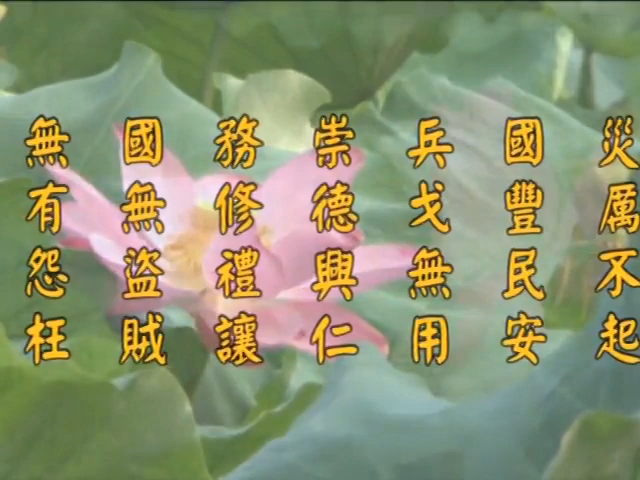 災厲不起
國豐民安
兵戈無用
崇德興仁
務修禮讓
國無盜賊
無有怨枉